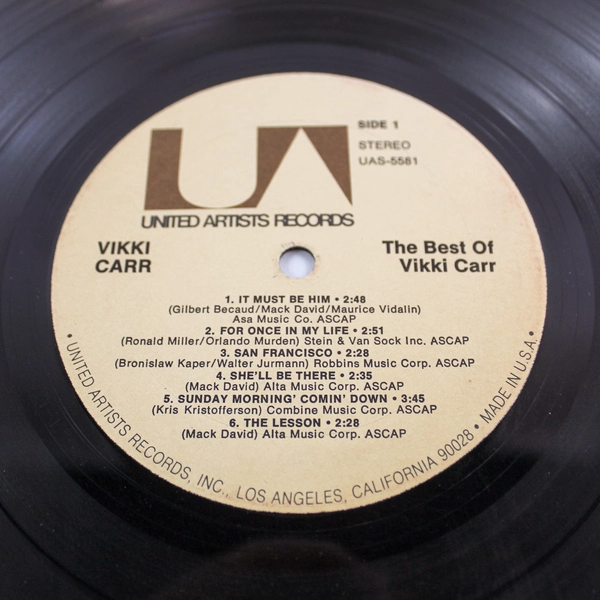 UA
UNITED ARTISTS RECORDS
SIDE 1
STEREO
UAS-5581
VIKKI
CARR
The Best Of
Vikki Carr
1. IT MUST BE HIM • 2:48
(Gilbert Becaud/Mack David/Maurice Vidalin)
Asa Music Co. ASCAP
2. FOR ONCE IN MY LIFE • 2:51
(Ronald Miller/Orlando Murden) Stein & Van Sock Inc. ASCAP
3. SAN FRANCISCO • 2:28
(Bronislaw Kaper/Walter Jurmann) Robbins Music Corp. ASCAP
4. SHE'LL BE THERE • 2:35
(Mack David) Alta Music Corp. ASCAP
5. SUNDAY MORNING' COMIN' DOWN • 3:45
(Kris Kristofferson) Combine Music Corp. ASCAP
6. THE LESSON • 2:28
(Mack David) Alta Music Corp. ASCAP
• UNITED ARTISTS RECORDS, INC., LOS ANGELES, CALIFORNIA 90028 • MADE IN U.S.A. •